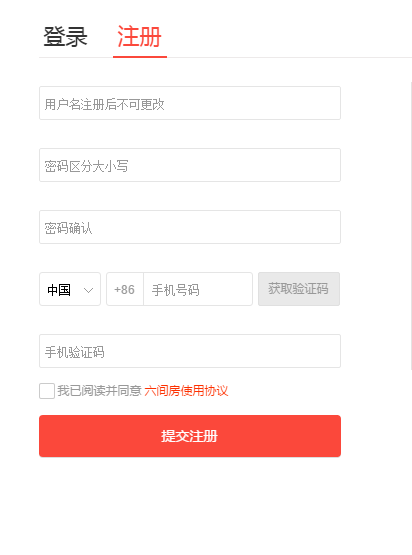 登录 注册
用户名注册后不可更改
密码区分大小写
密码确认
中国 +86 手机号码 获取验证码
手机验证码
我已阅读并同意 六间房使用协议
提交注册